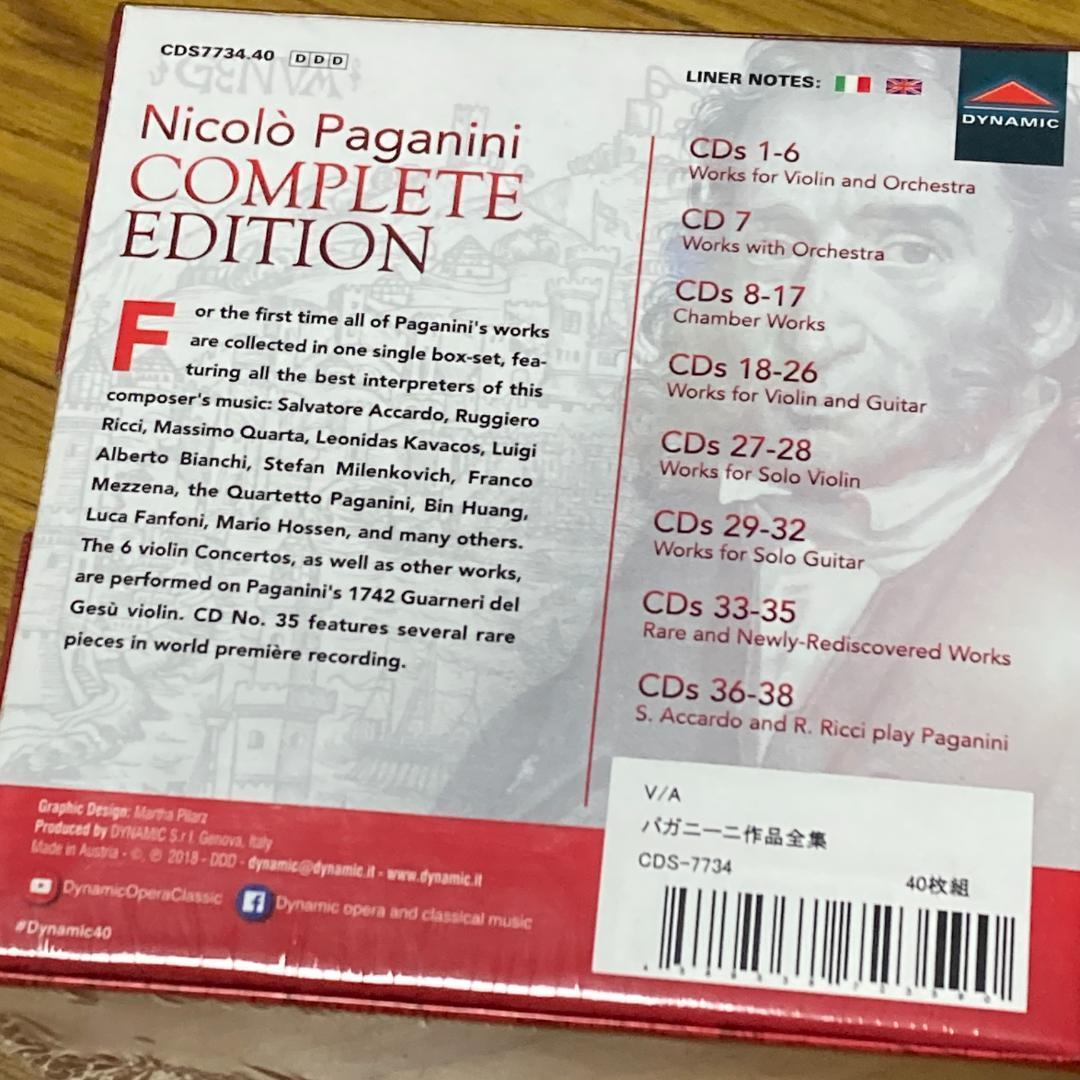 CDS7734.40 DDD
GENVA
Nicolò Paganini
COMPLETE
EDITION
For the first time all of Paganini's works
are collected in one single box-set, fea-
turing all the best interpreters of this
composer's music: Salvatore Accardo, Ruggiero
Ricci, Massimo Quarta, Leonidas Kavacos, Luigi
Alberto Bianchi, Stefan Milenkovich, Franco
Mezzena, the Quartetto Paganini, Bin Huang,
Luca Fanfoni, Mario Hossen, and many others.
The 6 violin Concertos, as well as other works,
are performed on Paganini's 1742 Guarneri del
Gesù violin. CD No. 35 features several rare
pieces in world première recording.
LINER NOTES:
DYNAMIC
CDs 1-6
Works for Violin and Orchestra
CD 7
Works with Orchestra
CDs 8-17
Chamber Works
CDs 18-26
Works for Violin and Guitar
CDs 27-28
Works for Solo Violin
CDs 29-32
Works for Solo Guitar
CDs 33-35
Rare and Newly-Rediscovered Works
CDs 36-38
S. Accardo and R. Ricci play Paganini
Graphic Design: Martha Pilarz
Produced by DYNAMIC S.r.l. Genova, Italy
Made in Austria - ©, ℗ 2018 - DDD - dynamic@dynamic.it - www.dynamic.it
DynamicOperaClassic
Dynamic opera and classical music
#Dynamic40
V/A
パガニーニ作品全集
CDS-7734
40枚組